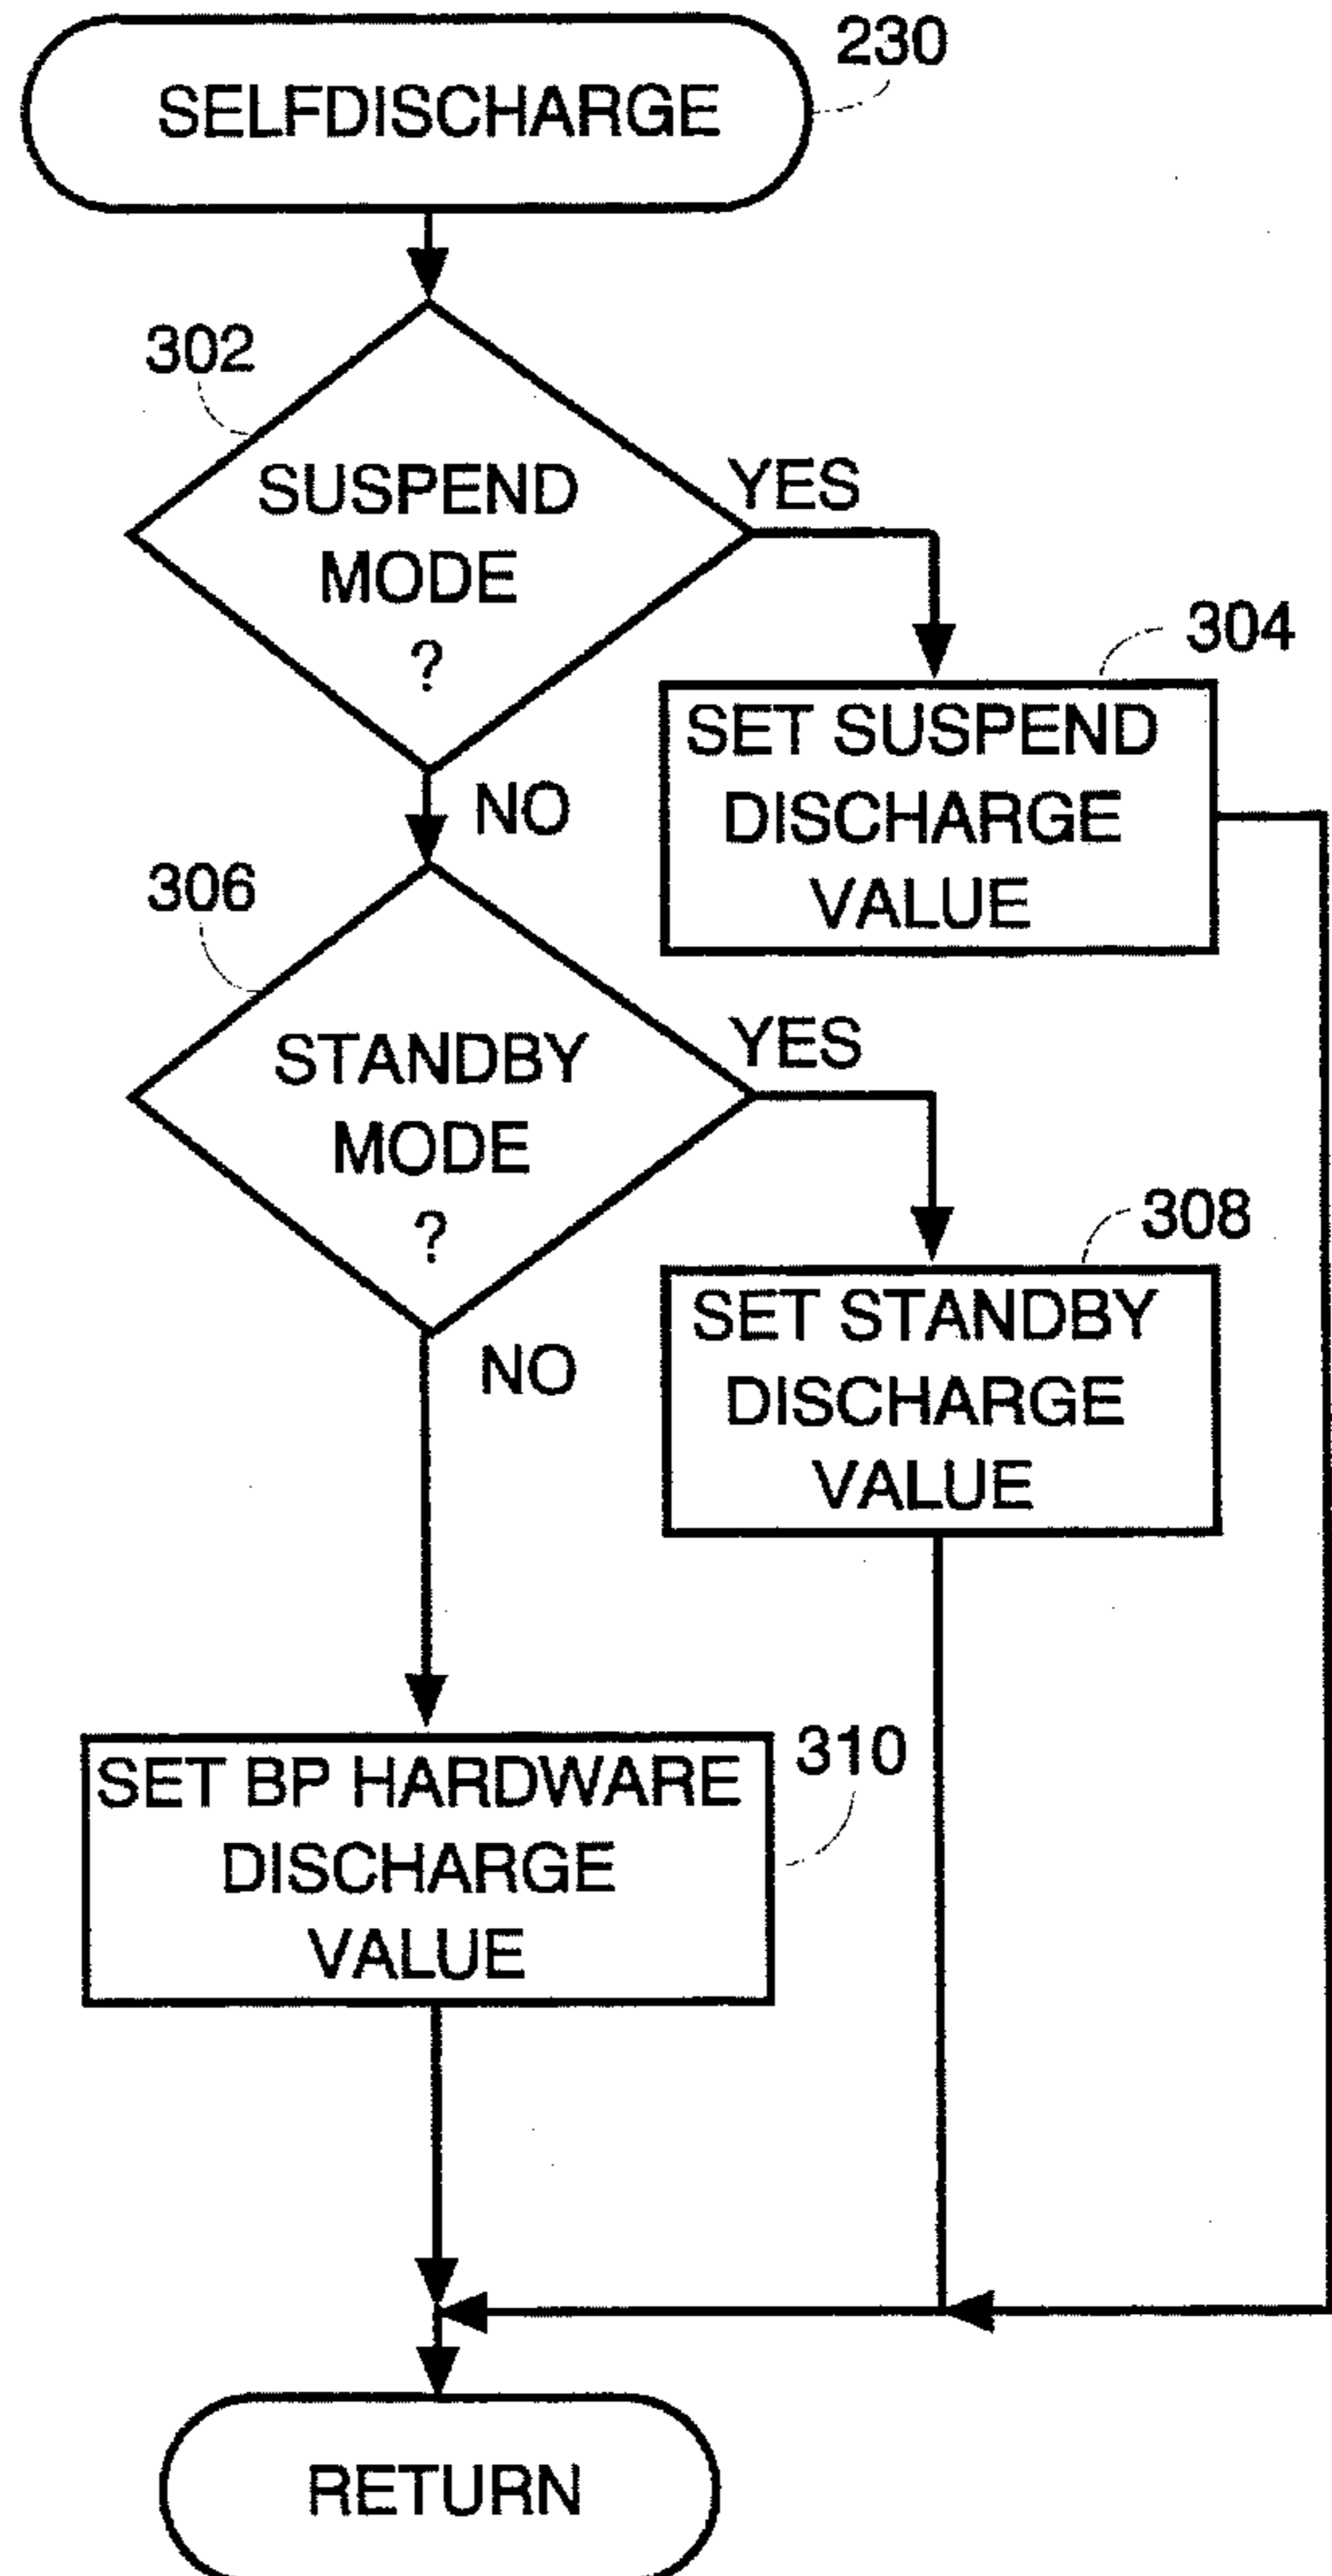 230
SELFDISCHARGE
302
SUSPEND
MODE
?
YES
NO
304
SET SUSPEND
DISCHARGE
VALUE
306
STANDBY
MODE
?
YES
NO
308
SET STANDBY
DISCHARGE
VALUE
310
SET BP HARDWARE
DISCHARGE
VALUE
RETURN